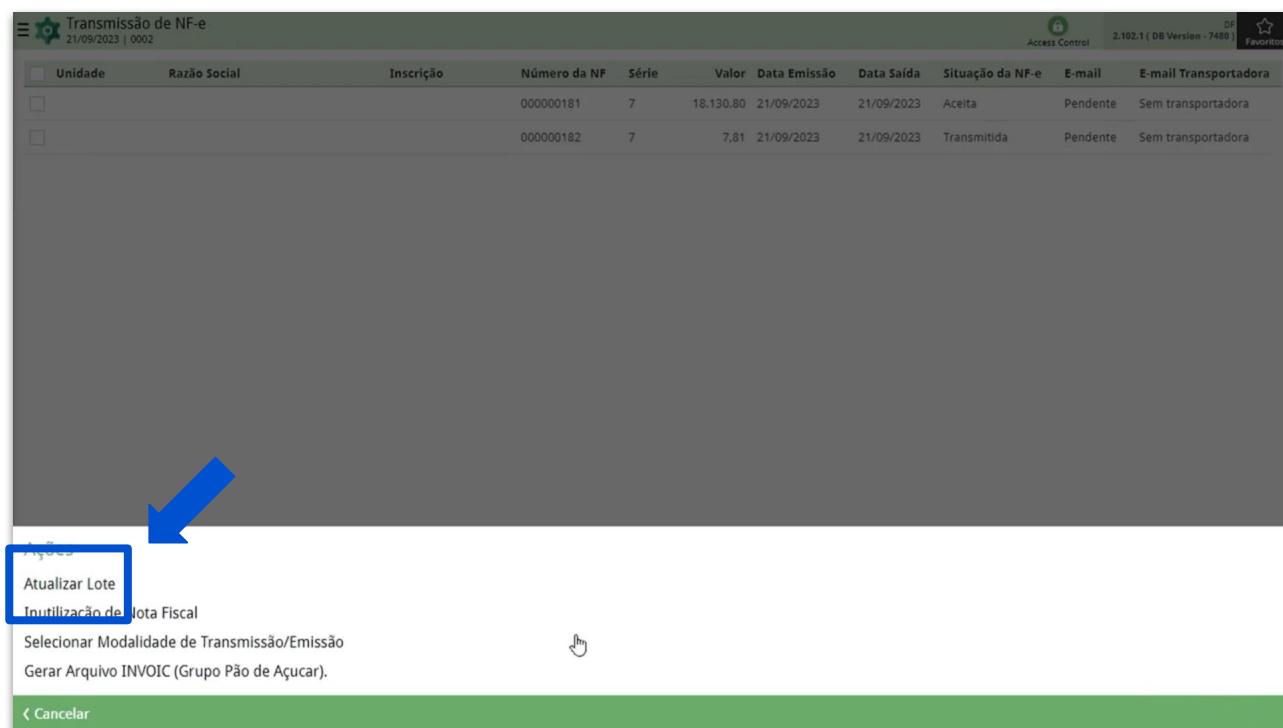 Transmissão de NF-e
21/09/2023 | 0002
Access Control
DF
2.102.1 ( DB Version - 7480 )
Favoritos
Unidade Razão Social Inscrição Número da NF Série Valor Data Emissão Data Saída Situação da NF-e E-mail E-mail Transportadora
000000181 7 18.130,80 21/09/2023 21/09/2023 Aceita Pendente Sem transportadora
000000182 7 7,81 21/09/2023 21/09/2023 Transmitida Pendente Sem transportadora
Ações
Atualizar Lote
Inutilização de Nota Fiscal
Selecionar Modalidade de Transmissão/Emissão
Gerar Arquivo INVOIC (Grupo Pão de Açucar).
Cancelar